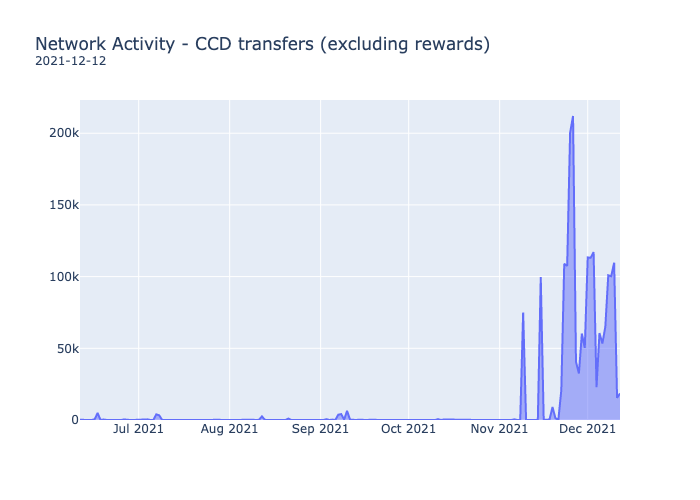 Network Activity - CCD transfers (excluding rewards)
2021-12-12
200k
150k
100k
50k
0
Jul 2021 Aug 2021 Sep 2021 Oct 2021 Nov 2021 Dec 2021